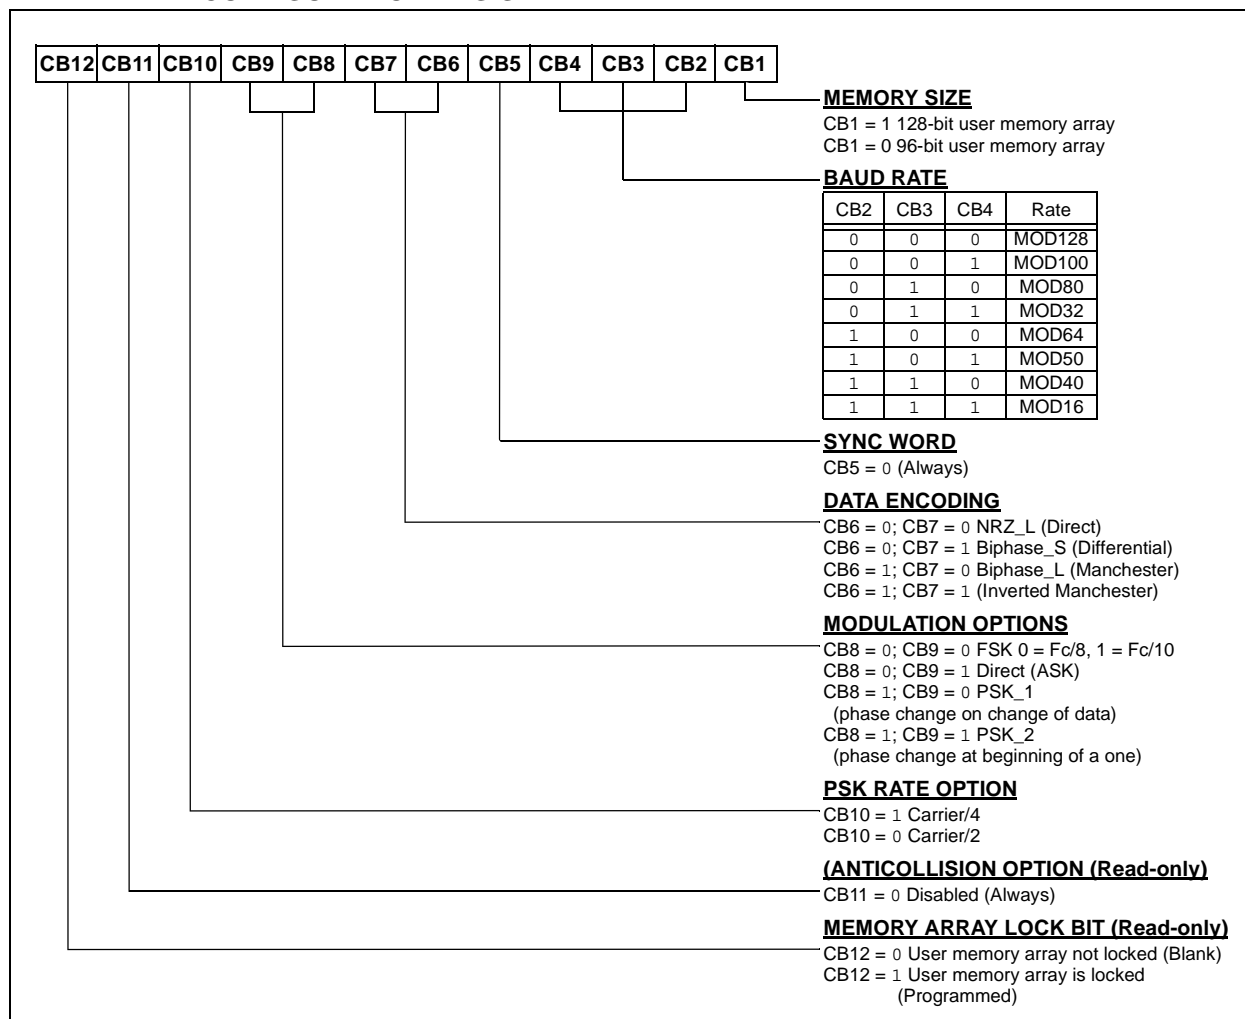 CB12 CB11 CB10 CB9 CB8 CB7 CB6 CB5 CB4 CB3 CB2 CB1
MEMORY SIZE
CB1 = 1 128-bit user memory array
CB1 = 0 96-bit user memory array
BAUD RATE
CB2 CB3 CB4 Rate
0 0 0 MOD128
0 0 1 MOD100
0 1 0 MOD80
0 1 1 MOD32
1 0 0 MOD64
1 0 1 MOD50
1 1 0 MOD40
1 1 1 MOD16
SYNC WORD
CB5 = 0 (Always)
DATA ENCODING
CB6 = 0; CB7 = 0 NRZ_L (Direct)
CB6 = 0; CB7 = 1 Biphase_S (Differential)
CB6 = 1; CB7 = 0 Biphase_L (Manchester)
CB6 = 1; CB7 = 1 (Inverted Manchester)
MODULATION OPTIONS
CB8 = 0; CB9 = 0 FSK 0 = Fc/8, 1 = Fc/10
CB8 = 0; CB9 = 1 Direct (ASK)
CB8 = 1; CB9 = 0 PSK_1
(phase change on change of data)
CB8 = 1; CB9 = 1 PSK_2
(phase change at beginning of a one)
PSK RATE OPTION
CB10 = 1 Carrier/4
CB10 = 0 Carrier/2
(ANTICOLLISION OPTION (Read-only)
CB11 = 0 Disabled (Always)
MEMORY ARRAY LOCK BIT (Read-only)
CB12 = 0 User memory array not locked (Blank)
CB12 = 1 User memory array is locked
(Programmed)